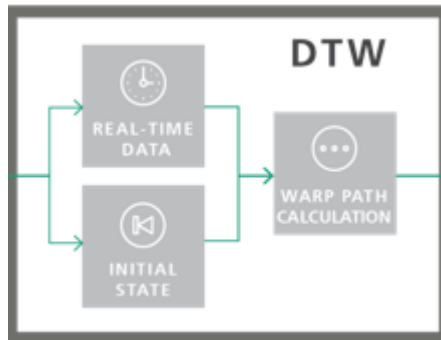 DTW
REAL-TIME
DATA
WARP PATH
CALCULATION
INITIAL
STATE